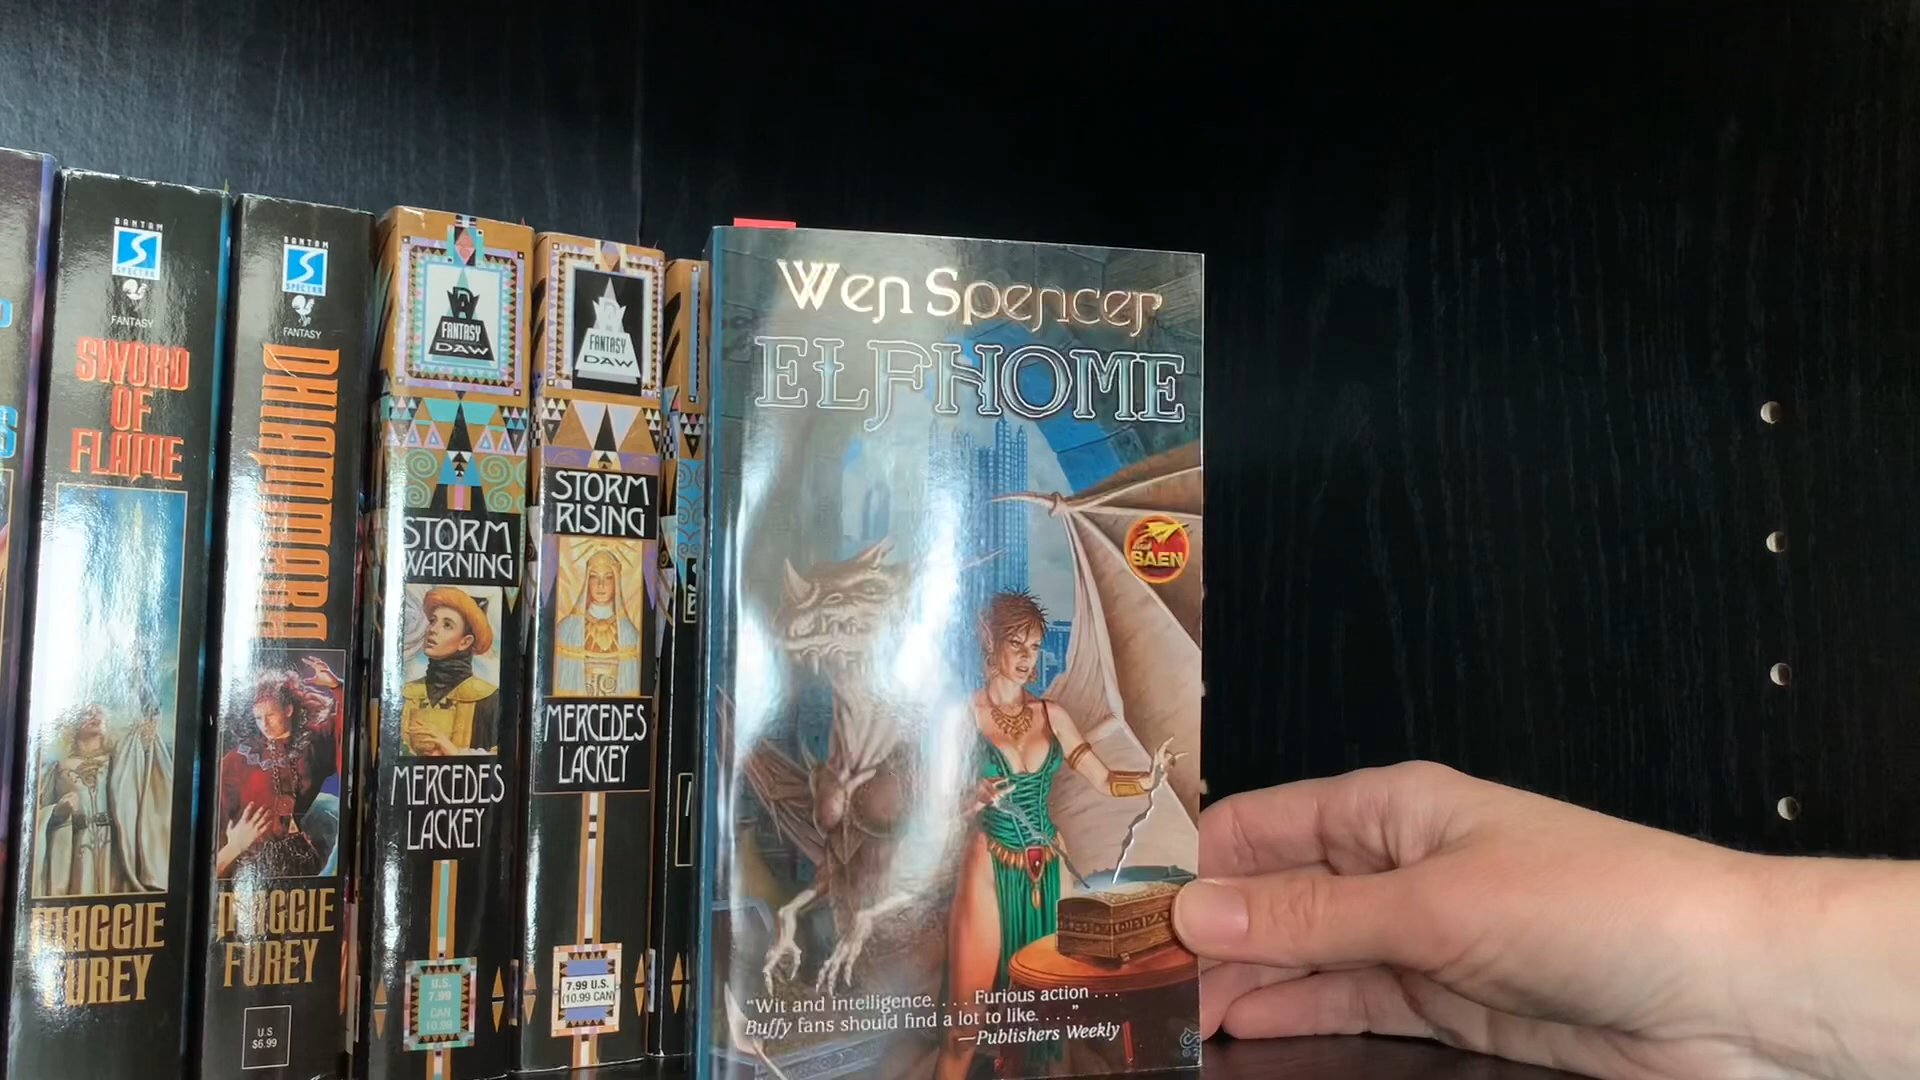 BANTAM
SPECTRA
FANTASY
SWORD
OF
FLAME
MAGGIE
FUREY
BANTAM
SPECTRA
FANTASY
DHIAMMARA
MAGGIE
FUREY
U.S
$6.99
FANTASY
DAW
STORM
WARNING
MERCEDES
LACKEY
U.S.
7.99
CAN
10.99
FANTASY
DAW
STORM
RISING
MERCEDES
LACKEY
7.99 U.S.
(10.99 CAN)
Wen Spencer
ELFHOME
BAEN
"Wit and intelligence. . . . Furious action . . .
Buffy fans should find a lot to like. . . ."
—Publishers Weekly